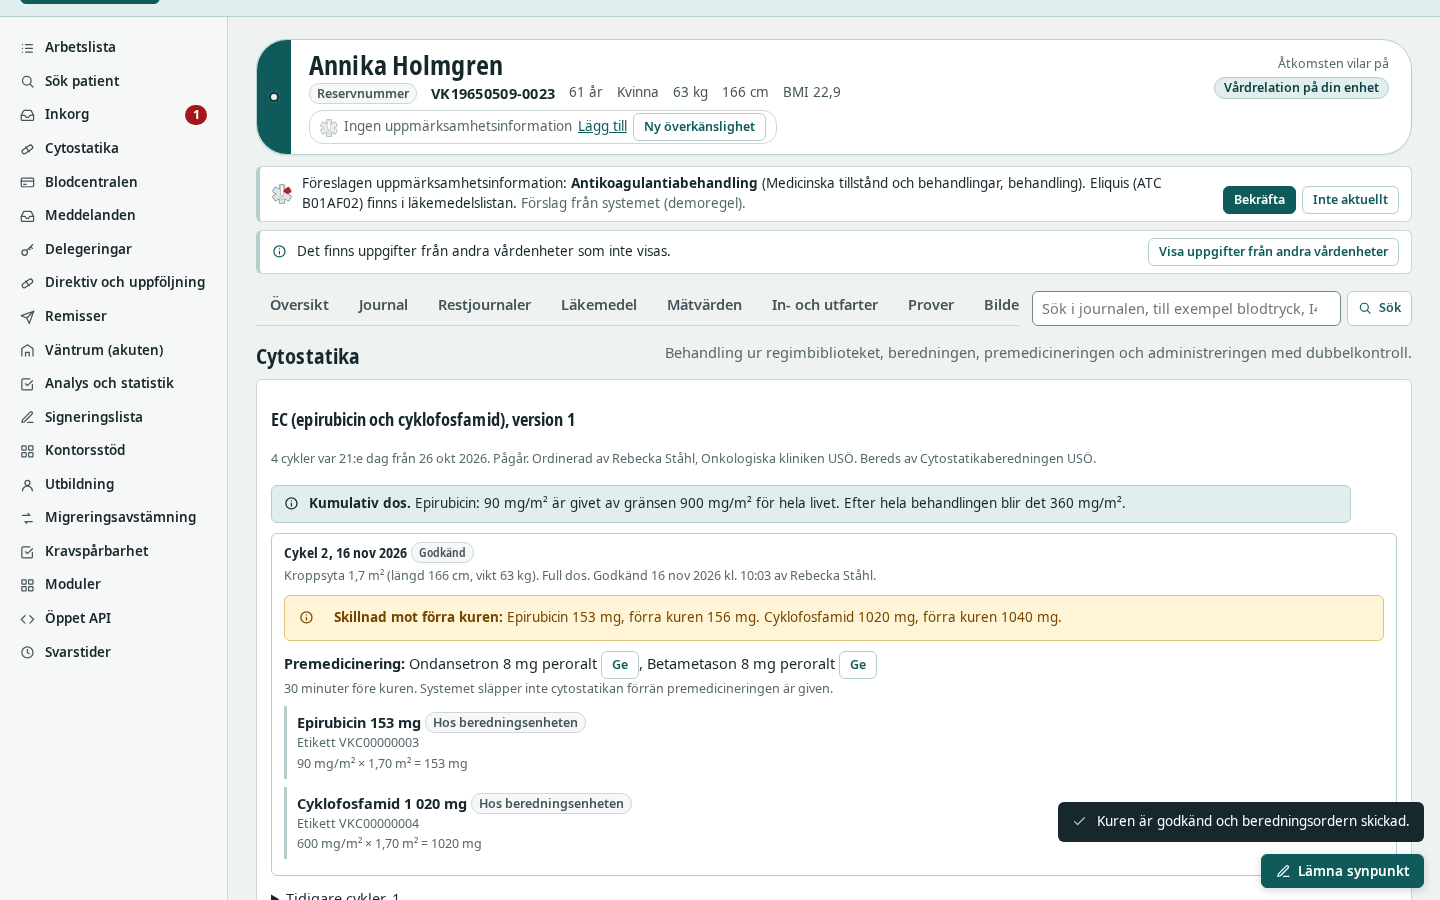 Arbetslista
Sök patient
Inkorg 1
Cytostatika
Blodcentralen
Meddelanden
Delegeringar
Direktiv och uppföljning
Remisser
Väntrum (akuten)
Analys och statistik
Signeringslista
Kontorsstöd
Utbildning
Migreringsavstämning
Kravspårbarhet
Moduler
Öppet API
Svarstider
Annika Holmgren
Reservnummer VK19650509-0023 61 år Kvinna 63 kg 166 cm BMI 22,9
Ingen uppmärksamhetsinformation Lägg till Ny överkänslighet
Åtkomsten vilar på
Vårdrelation på din enhet
Föreslagen uppmärksamhetsinformation: Antikoagulantiabehandling (Medicinska tillstånd och behandlingar, behandling). Eliquis (ATC
B01AF02) finns i läkemedelslistan. Förslag från systemet (demoregel).
Bekräfta Inte aktuellt
Det finns uppgifter från andra vårdenheter som inte visas. Visa uppgifter från andra vårdenheter
Översikt Journal Restjournaler Läkemedel Mätvärden In- och utfarter Prover Bilde
Sök i journalen, till exempel blodtryck, I Sök
Cytostatika Behandling ur regimbiblioteket, beredningen, premedicineringen och administreringen med dubbelkontroll.
EC (epirubicin och cyklofosfamid), version 1
4 cykler var 21:e dag från 26 okt 2026. Pågår. Ordinerad av Rebecka Ståhl, Onkologiska kliniken USÖ. Bereds av Cytostatikaberedningen USÖ.
Kumulativ dos. Epirubicin: 90 mg/m² är givet av gränsen 900 mg/m² för hela livet. Efter hela behandlingen blir det 360 mg/m².
Cykel 2, 16 nov 2026 Godkänd
Kroppsyta 1,7 m² (längd 166 cm, vikt 63 kg). Full dos. Godkänd 16 nov 2026 kl. 10:03 av Rebecka Ståhl.
Skillnad mot förra kuren: Epirubicin 153 mg, förra kuren 156 mg. Cyklofosfamid 1020 mg, förra kuren 1040 mg.
Premedicinering: Ondansetron 8 mg peroralt Ge , Betametason 8 mg peroralt Ge
30 minuter före kuren. Systemet släpper inte cytostatikan förrän premedicineringen är given.
Epirubicin 153 mg Hos beredningsenheten
Etikett VKC00000003
90 mg/m² × 1,70 m² = 153 mg
Cyklofosfamid 1 020 mg Hos beredningsenheten
Etikett VKC00000004
600 mg/m² × 1,70 m² = 1020 mg
Tidigare cykler, 1
Kuren är godkänd och beredningsordern skickad.
Lämna synpunkt